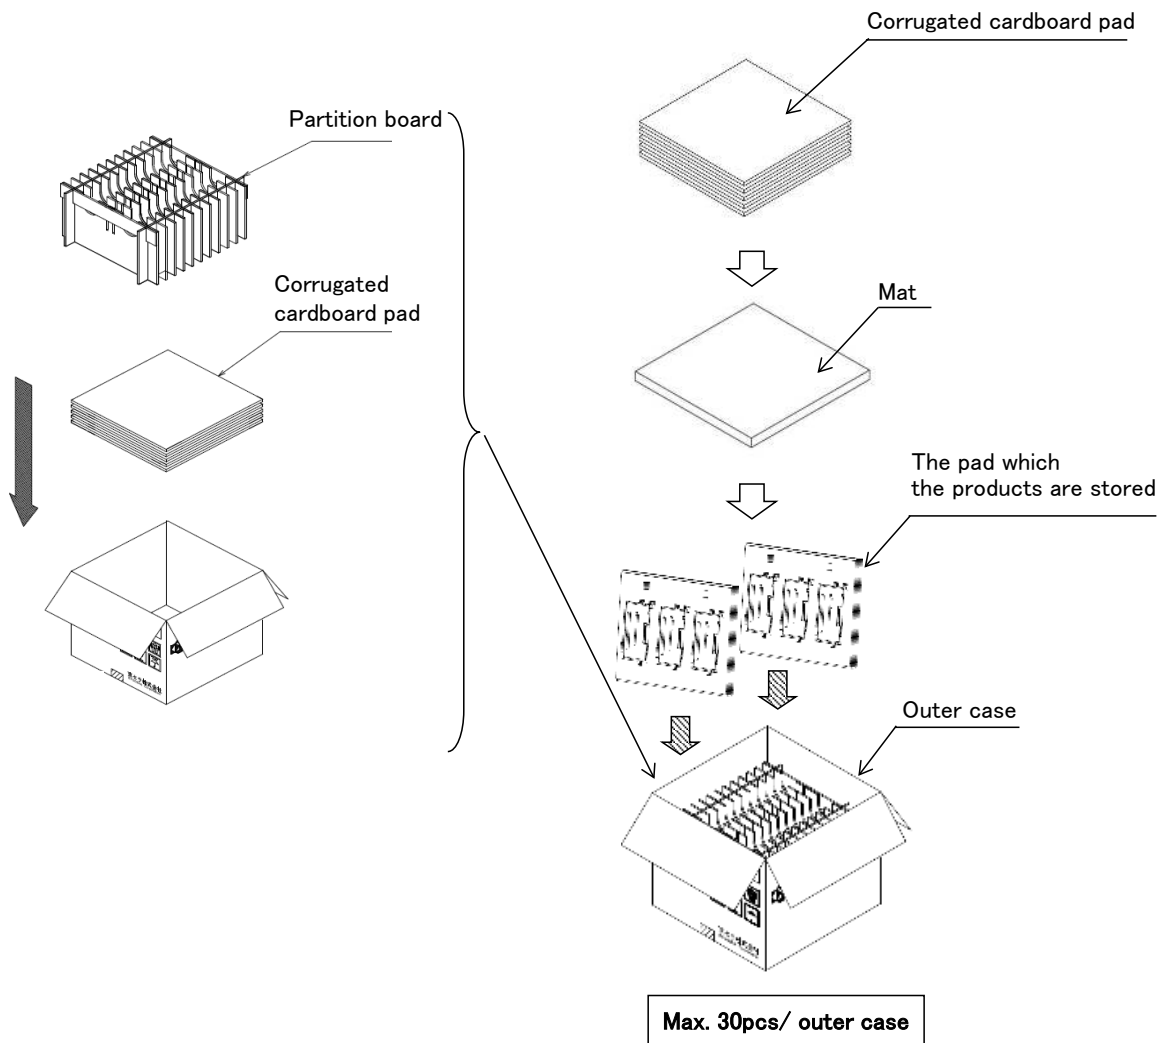 Corrugated cardboard pad
Partition board
Corrugated
cardboard pad
Mat
The pad which
the products are stored
Outer case
Max. 30pcs/ outer case